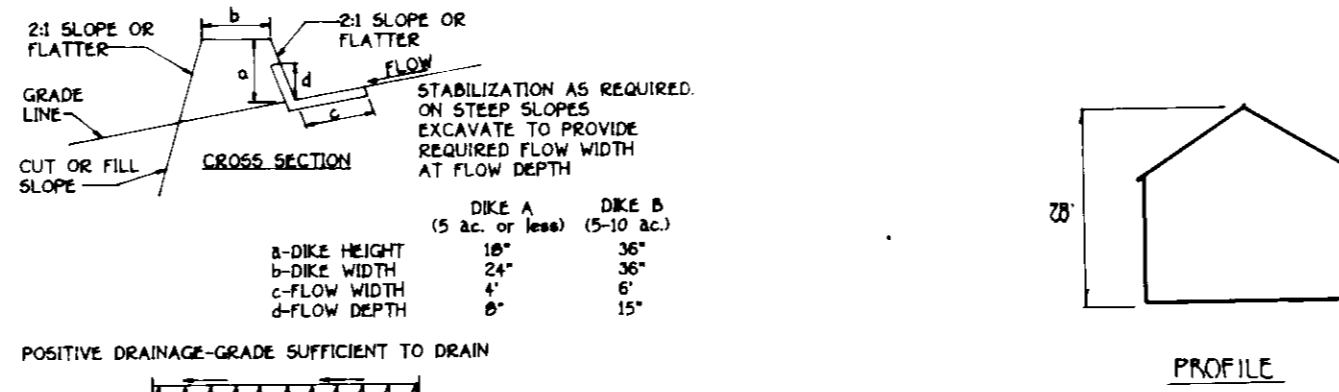 b
2:1 SLOPE OR
FLATTER
2:1 SLOPE OR
FLATTER
a
d
FLOW
c
GRADE
LINE
CUT OR FILL
SLOPE
CROSS SECTION
STABILIZATION AS REQUIRED.
ON STEEP SLOPES
EXCAVATE TO PROVIDE
REQUIRED FLOW WIDTH
AT FLOW DEPTH
DIKE A DIKE B
(5 ac. or less) (5-10 ac.)
a-DIKE HEIGHT 18" 36"
b-DIKE WIDTH 24" 36"
c-FLOW WIDTH 4' 6'
d-FLOW DEPTH 8" 15"
POSITIVE DRAINAGE-GRADE SUFFICIENT TO DRAIN
PROFILE